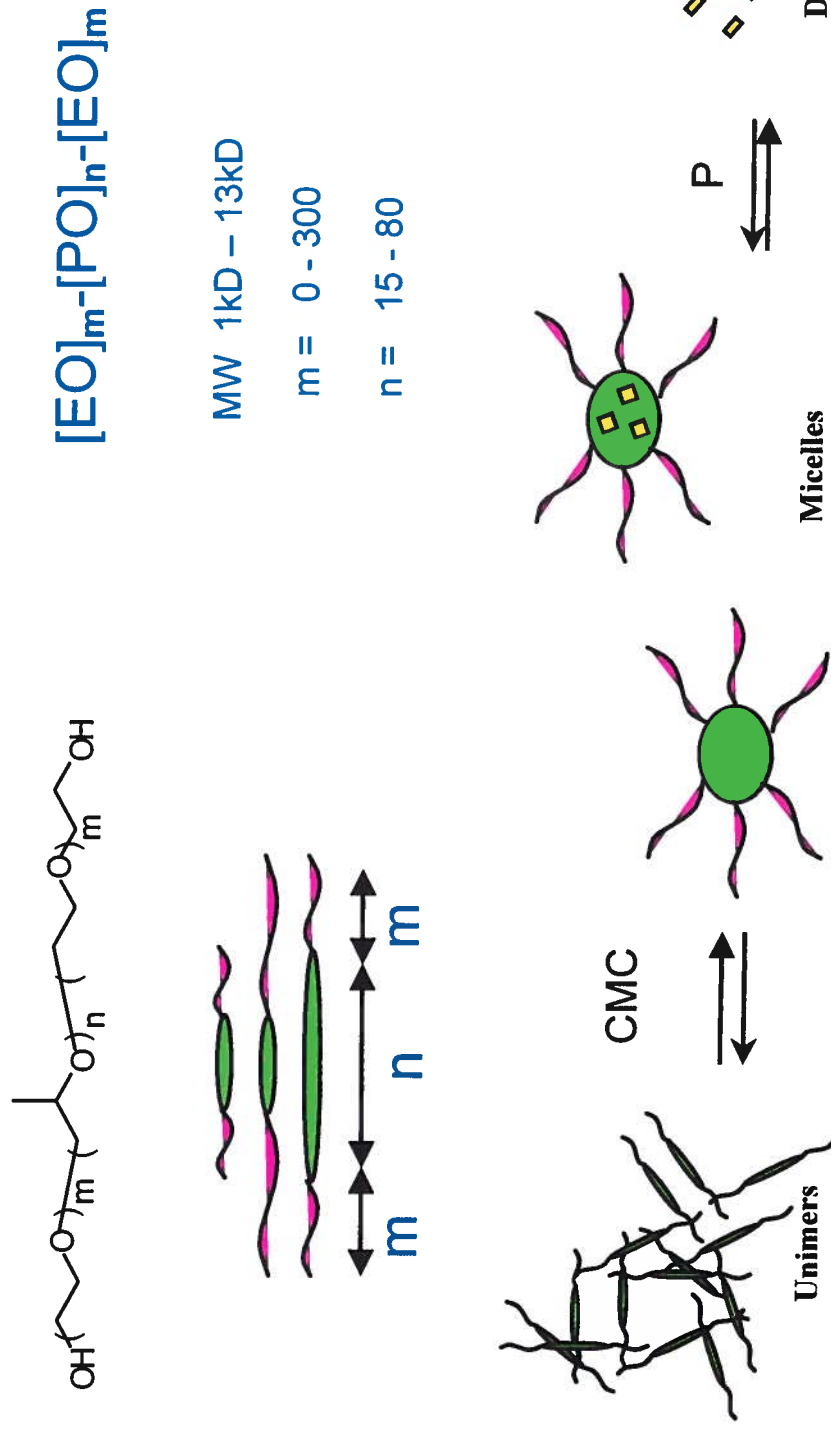 [EO]m-[PO]n-[EO]m
OH
O
m
O
n
O
m
OH
MW 1kD – 13kD
m = 0 - 300
n = 15 - 80
m
n
m
CMC
P
Unimers
Micelles
D